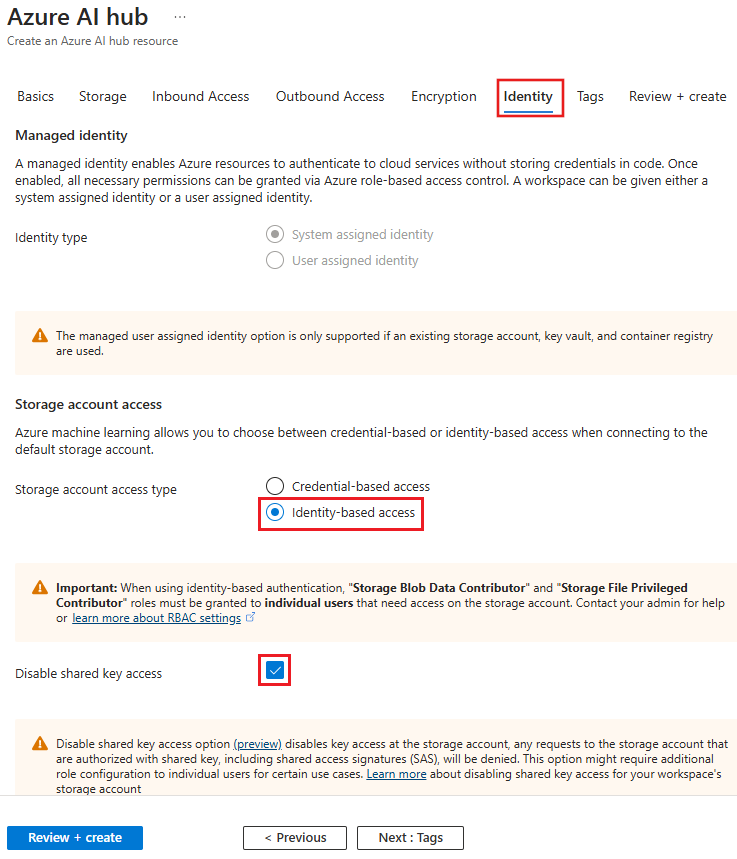 Azure AI hub ...
Create an Azure AI hub resource
Basics Storage Inbound Access Outbound Access Encryption Identity Tags Review + create
Managed identity
A managed identity enables Azure resources to authenticate to cloud services without storing credentials in code. Once
enabled, all necessary permissions can be granted via Azure role-based access control. A workspace can be given either a
system assigned identity or a user assigned identity.
Identity type
System assigned identity
User assigned identity
The managed user assigned identity option is only supported if an existing storage account, key vault, and container registry
are used.
Storage account access
Azure machine learning allows you to choose between credential-based or identity-based access when connecting to the
default storage account.
Storage account access type
Credential-based access
Identity-based access
Important: When using identity-based authentication, "Storage Blob Data Contributor" and "Storage File Privileged
Contributor" roles must be granted to individual users that need access on the storage account. Contact your admin for help
or learn more about RBAC settings
Disable shared key access
Disable shared key access option (preview) disables key access at the storage account, any requests to the storage account that
are authorized with shared key, including shared access signatures (SAS), will be denied. This option might require additional
role configuration to individual users for certain use cases. Learn more about disabling shared key access for your workspace's
storage account
Review + create
< Previous
Next : Tags